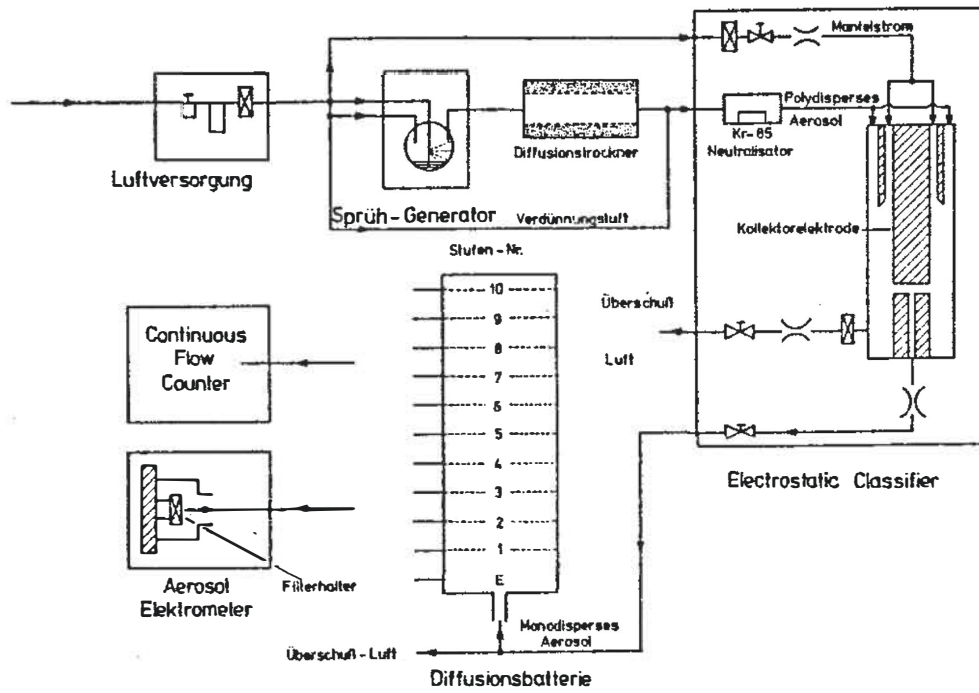 Mantelstrom
Polydisperses
Aerosol
Kr-85
Neutralisator
Diffusionstrockner
Luftversorgung
Sprüh-Generator
Verdünnungsluft
Kollektorelektrode
Stufen-Nr.
10
9
8
7
6
5
4
3
2
1
E
Überschuß
Luft
Continuous
Flow
Counter
Electrostatic Classifier
Aerosol
Elektrometer
Filterhalter
Monodisperses
Aerosol
Überschuß-Luft
Diffusionsbatterie